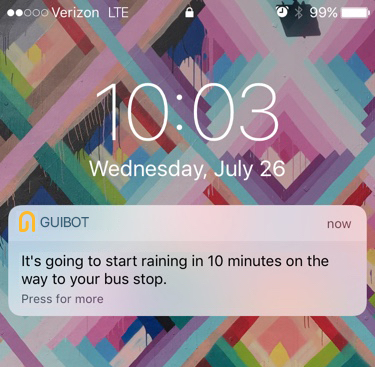 Verizon LTE 99%
10:03
Wednesday, July 26
GUIBOT now
It's going to start raining in 10 minutes on the
way to your bus stop.
Press for more